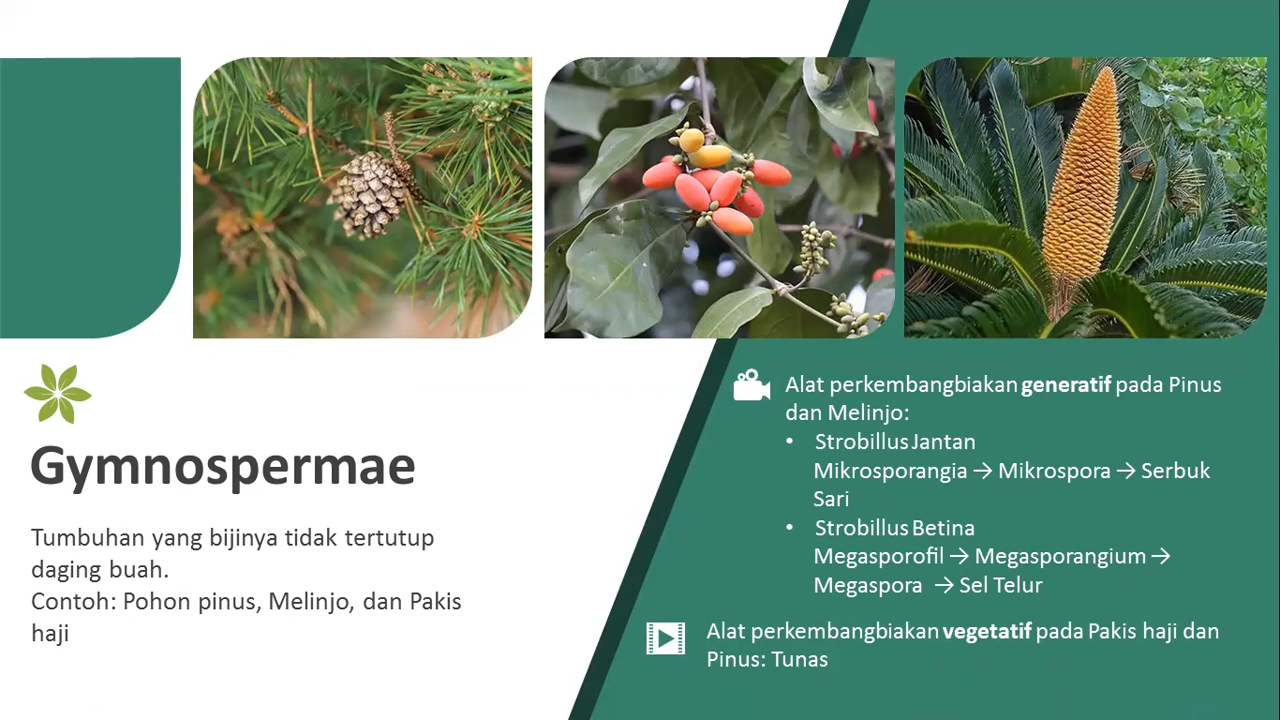 Gymnospermae
Tumbuhan yang bijinya tidak tertutup
daging buah.
Contoh: Pohon pinus, Melinjo, dan Pakis
haji
Alat perkembangbiakan generatif pada Pinus
dan Melinjo:
• Strobillus Jantan
Mikrosporangia → Mikrospora → Serbuk
Sari
• Strobillus Betina
Megasporofil → Megasporangium →
Megaspora → Sel Telur
Alat perkembangbiakan vegetatif pada Pakis haji dan
Pinus: Tunas